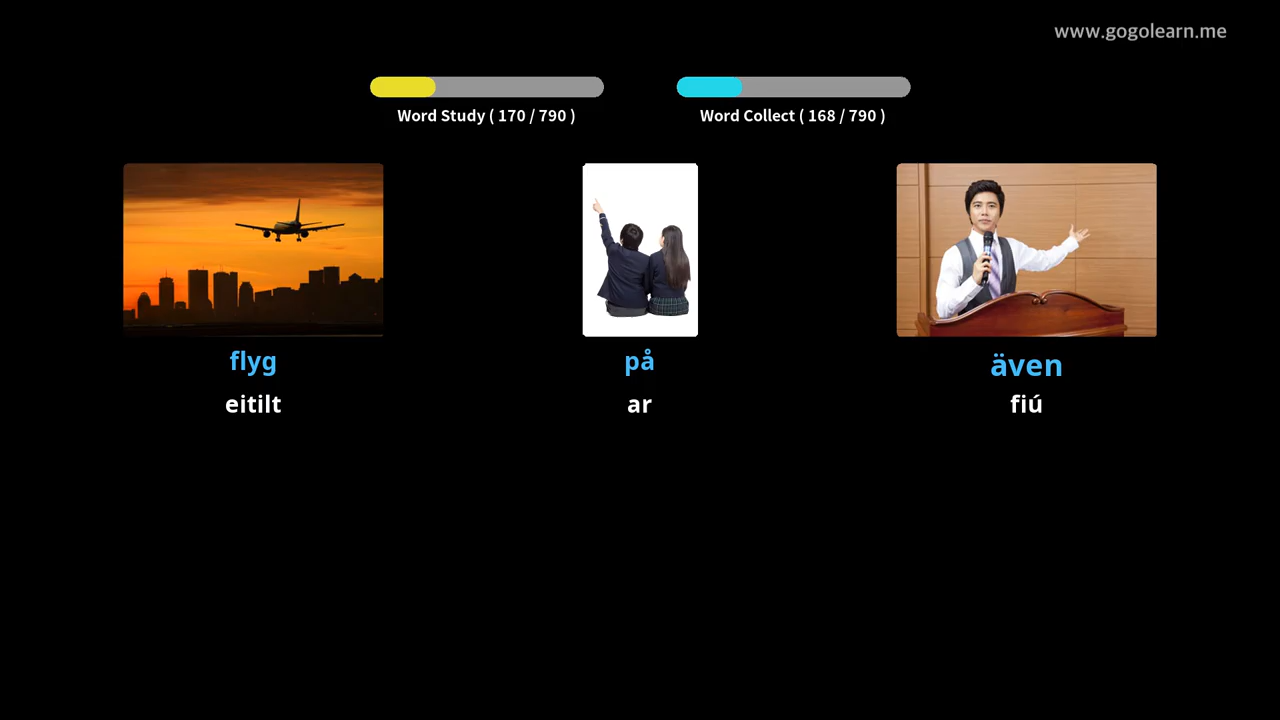 www.gogolearn.me
Word Study ( 170 / 790 )
Word Collect ( 168 / 790 )
flyg
på
även
eitilt
ar
fiú